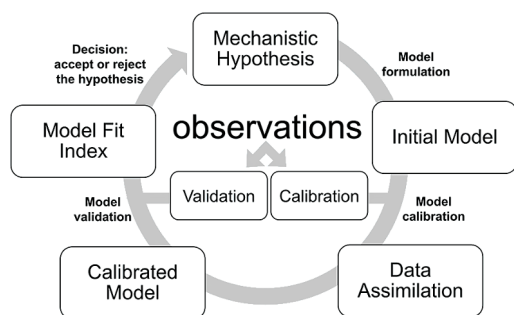 Decision:
accept or reject
the hypothesis
Mechanistic
Hypothesis
Model
formulation
Model Fit
Index
observations
Initial Model
Validation
Calibration
Model
validation
Model
calibration
Calibrated
Model
Data
Assimilation